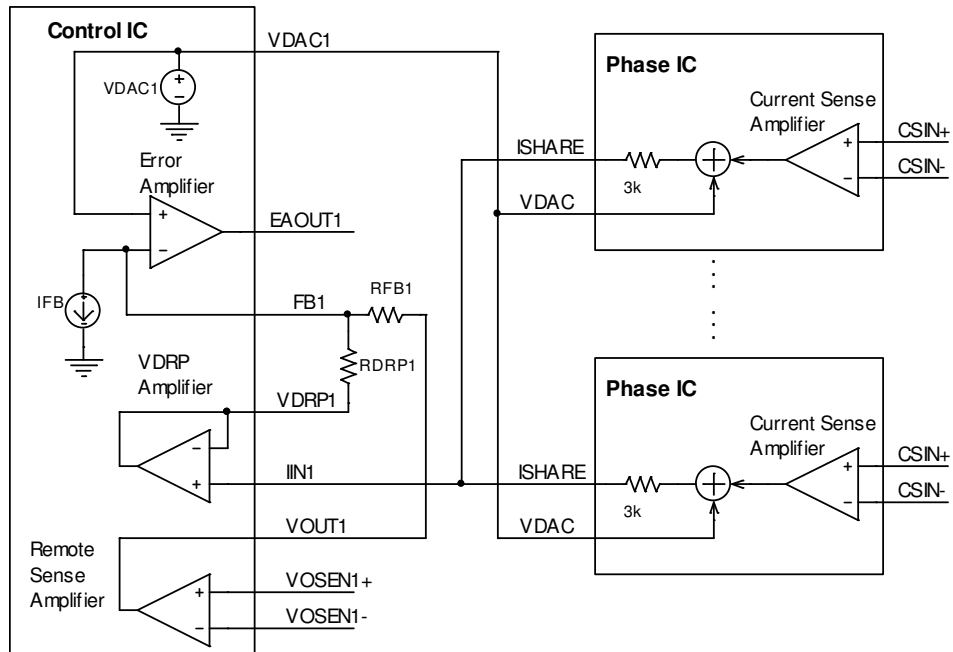 Control IC
VDAC1
VDAC1
+
−
Error
Amplifier
+
−
EAOUT1
IFB
FB1
RFB1
RDRP1
VDRP
Amplifier
VDRP1
−
+
IIN1
VOUT1
Remote
Sense
Amplifier
+
−
VOSEN1+
VOSEN1-
Phase IC
Current Sense
Amplifier
+
−
CSIN+
CSIN-
ISHARE
3k
VDAC
Phase IC
Current Sense
Amplifier
+
−
CSIN+
CSIN-
ISHARE
3k
VDAC